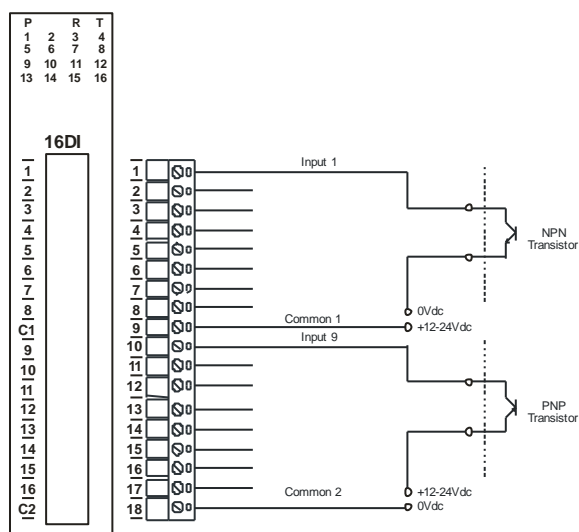 P R T
1 2 3 4
5 6 7 8
9 10 11 12
13 14 15 16
16DI
1
2
3
4
5
6
7
8
C1
9
10
11
12
13
14
15
16
C2
1
2
3
4
5
6
7
8
9
10
11
12
13
14
15
16
17
18
Input 1
NPN
Transistor
0Vdc
Common 1
+12-24Vdc
Input 9
PNP
Transistor
+12-24Vdc
Common 2
0Vdc